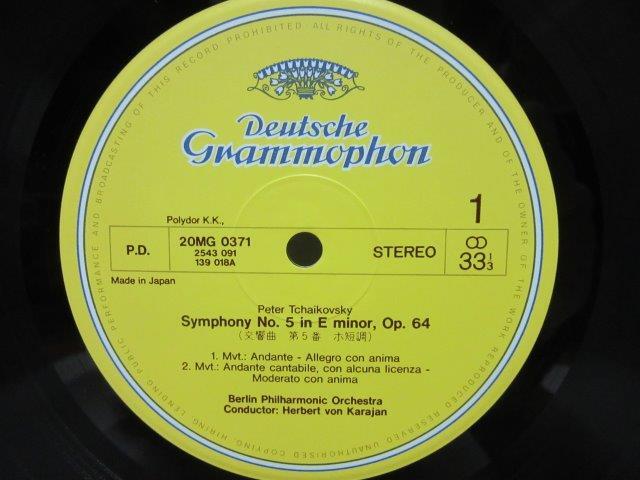 ALL RIGHTS OF THE PRODUCER AND OF THE OWNER OF THE WORK REPRODUCED RESERVED. UNAUTHORISED COPYING, HIRING, LENDING, PUBLIC PERFORMANCE AND BROADCASTING OF THIS RECORD PROHIBITED ·
Deutsche
Grammophon
Polydor K.K.,
1
P.D.
20MG 0371
2543 091
139 018A
STEREO
33 1/3
Made in Japan
Peter Tchaikovsky
Symphony No. 5 in E minor, Op. 64
(交響曲 第5番 ホ短調)
1. Mvt.: Andante - Allegro con anima
2. Mvt.: Andante cantabile, con alcuna licenza -
Moderato con anima
Berlin Philharmonic Orchestra
Conductor: Herbert von Karajan